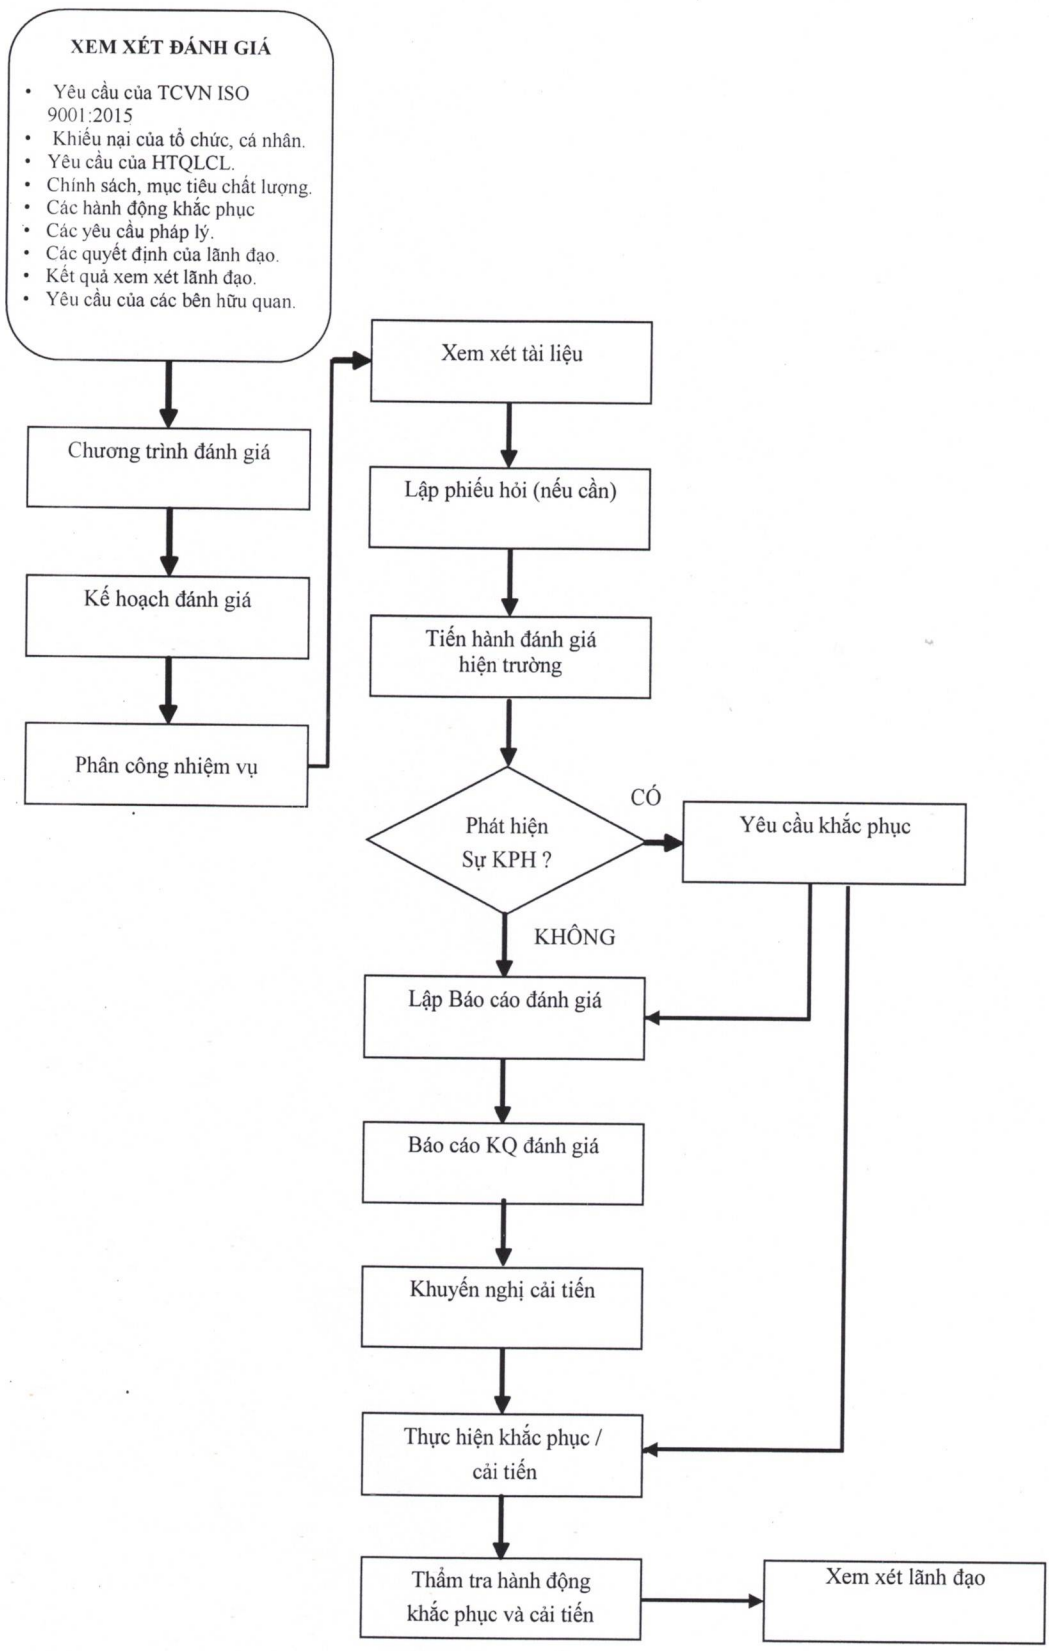 XEM XÉT ĐÁNH GIÁ
• Yêu cầu của TCVN ISO
9001:2015
• Khiếu nại của tổ chức, cá nhân.
• Yêu cầu của HTQLCL.
• Chính sách, mục tiêu chất lượng.
• Các hành động khắc phục
• Các yêu cầu pháp lý.
• Các quyết định của lãnh đạo.
• Kết quả xem xét lãnh đạo.
• Yêu cầu của các bên hữu quan.
Chương trình đánh giá
Kế hoạch đánh giá
Phân công nhiệm vụ
Xem xét tài liệu
Lập phiếu hỏi (nếu cần)
Tiến hành đánh giá
hiện trường
Phát hiện
Sự KPH ?
CÓ
Yêu cầu khắc phục
KHÔNG
Lập Báo cáo đánh giá
Báo cáo KQ đánh giá
Khuyến nghị cải tiến
Thực hiện khắc phục /
cải tiến
Thẩm tra hành động
khắc phục và cải tiến
Xem xét lãnh đạo